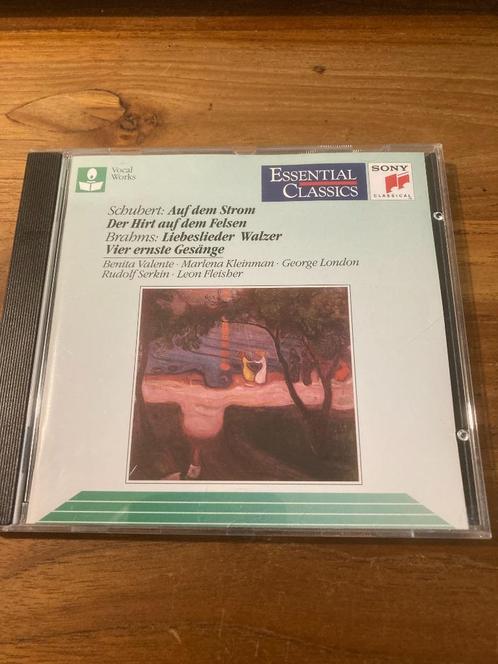 Vocal
Works
ESSENTIAL
CLASSICS
SONY
CLASSICAL
Schubert: Auf dem Strom
Der Hirt auf dem Felsen
Brahms: Liebeslieder Walzer
Vier ernste Gesänge
Benita Valente · Marlena Kleinman · George London
Rudolf Serkin · Leon Fleisher